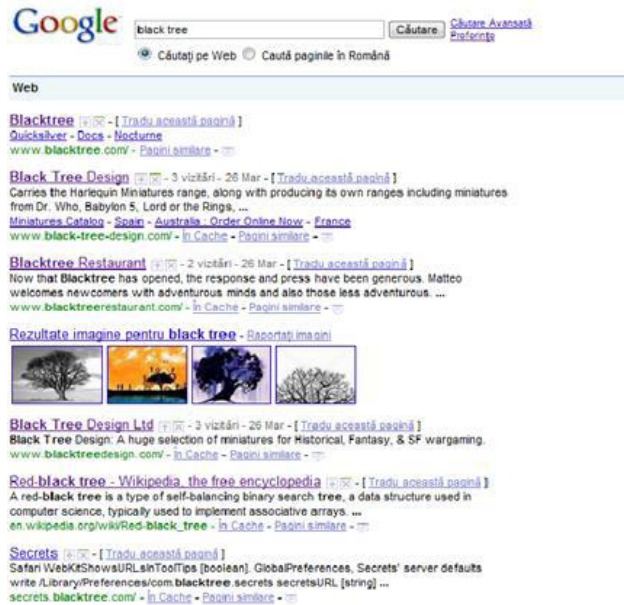 Google black tree Căutare Căutare Avansată
Preferinţe
Căutaţi pe Web Caută paginile în Română
Web
Blacktree - [ Tradu această pagină ]
Quicksilver - Docs - Nocturne
www.blacktree.com/ - Pagini similare -
Black Tree Design - 3 vizitări - 26 Mar - [ Tradu această pagină ]
Carries the Harlequin Miniatures range, along with producing its own ranges including miniatures
from Dr. Who, Babylon 5, Lord or the Rings, ...
Miniatures Catalog - Spain - Australia : Order Online Now - France
www.black-tree-design.com/ - În Cache - Pagini similare -
Blacktree Restaurant - 2 vizitări - 26 Mar - [ Tradu această pagină ]
Now that Blacktree has opened, the response and press have been generous. Matteo
welcomes newcomers with adventurous minds and also those less adventurous. ...
www.blacktreerestaurant.com/ - În Cache - Pagini similare -
Rezultate imagine pentru black tree - Raportaţi imagini
Black Tree Design Ltd - 3 vizitări - 26 Mar - [ Tradu această pagină ]
Black Tree Design: A huge selection of miniatures for Historical, Fantasy, & SF wargaming.
www.blacktreedesign.com/ - În Cache - Pagini similare -
Red-black tree - Wikipedia, the free encyclopedia - [ Tradu această pagină ]
A red-black tree is a type of self-balancing binary search tree, a data structure used in
computer science, typically used to implement associative arrays. ...
en.wikipedia.org/wiki/Red-black_tree - În Cache - Pagini similare -
Secrets - [ Tradu această pagină ]
Safari WebKitShowsURLsInToolTips [boolean]. GlobalPreferences, Secrets' server defaults
write /Library/Preferences/com.blacktree.secrets secretsURL [string] ...
secrets.blacktree.com/ - În Cache - Pagini similare -